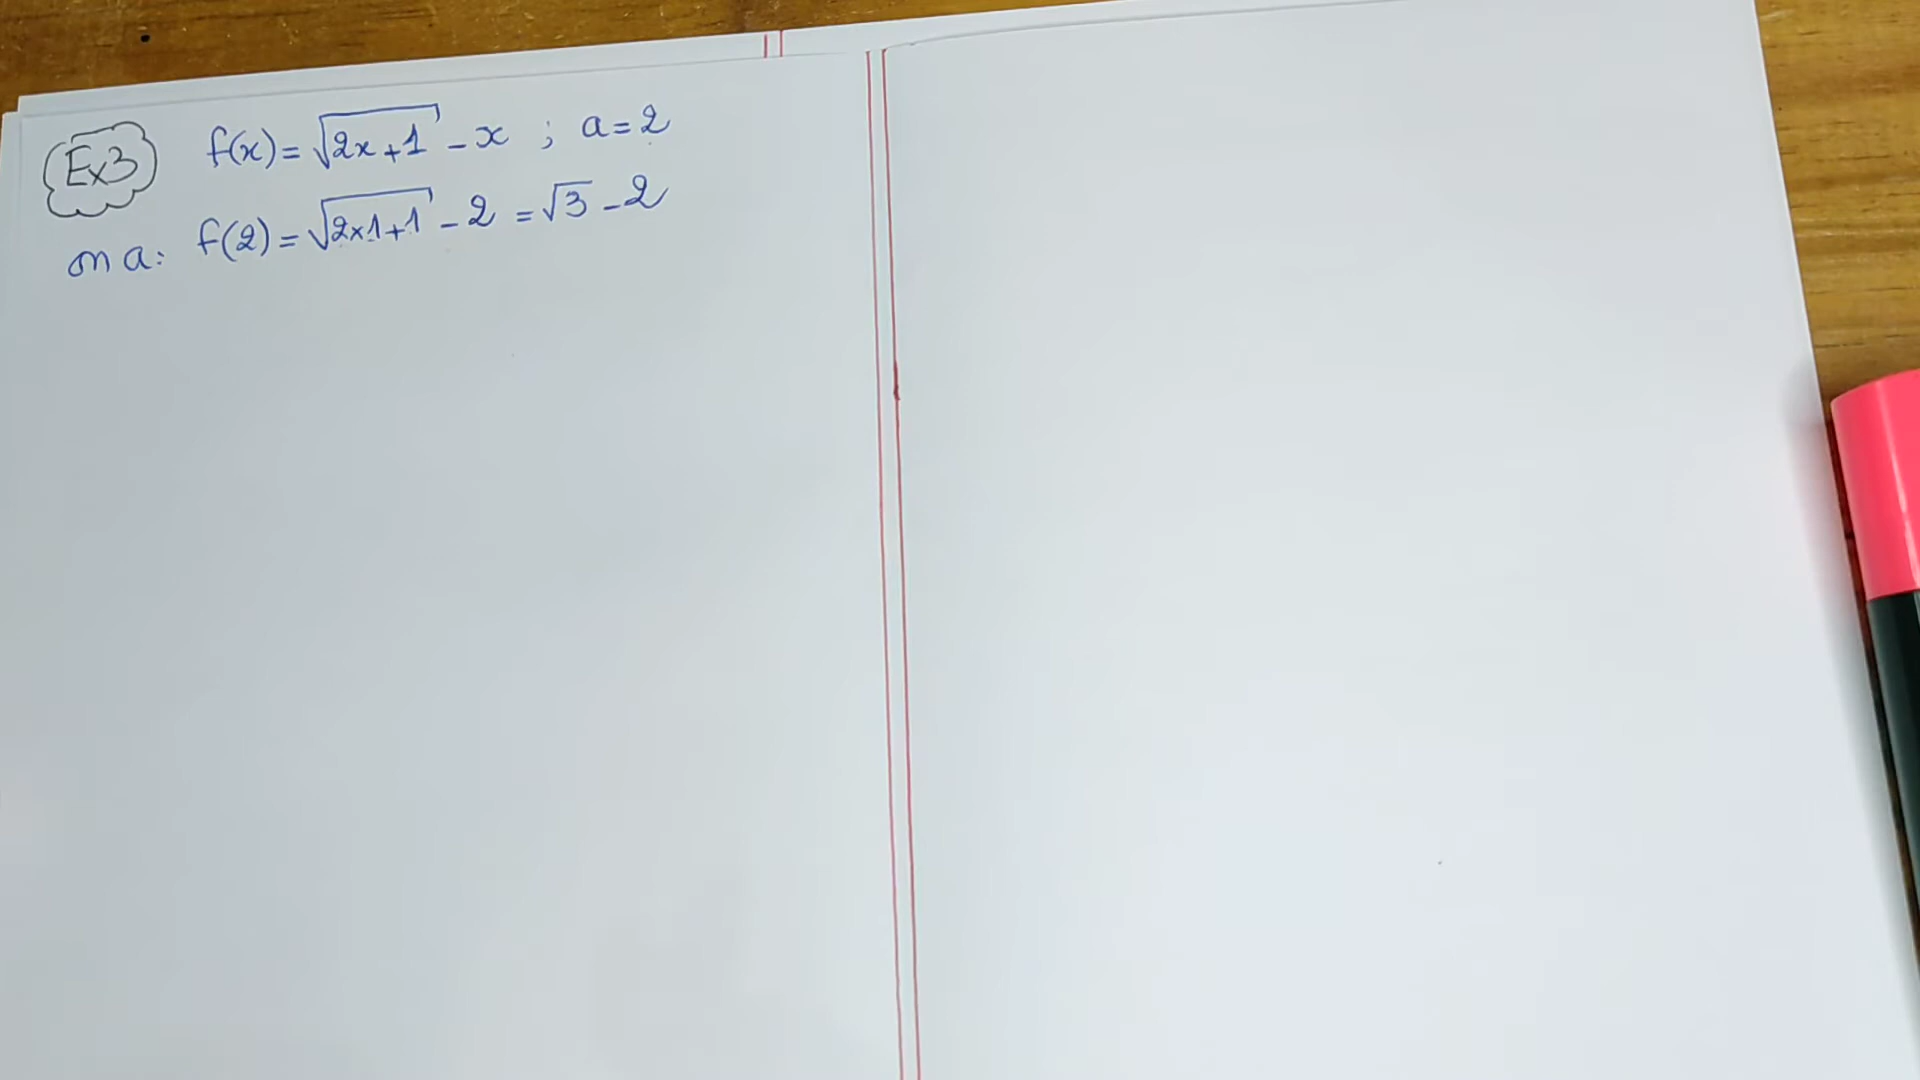 Ex3 f(x) = √2x+1 - x ; a = 2
on a: f(2) = √2×1+1 - 2 = √3 - 2